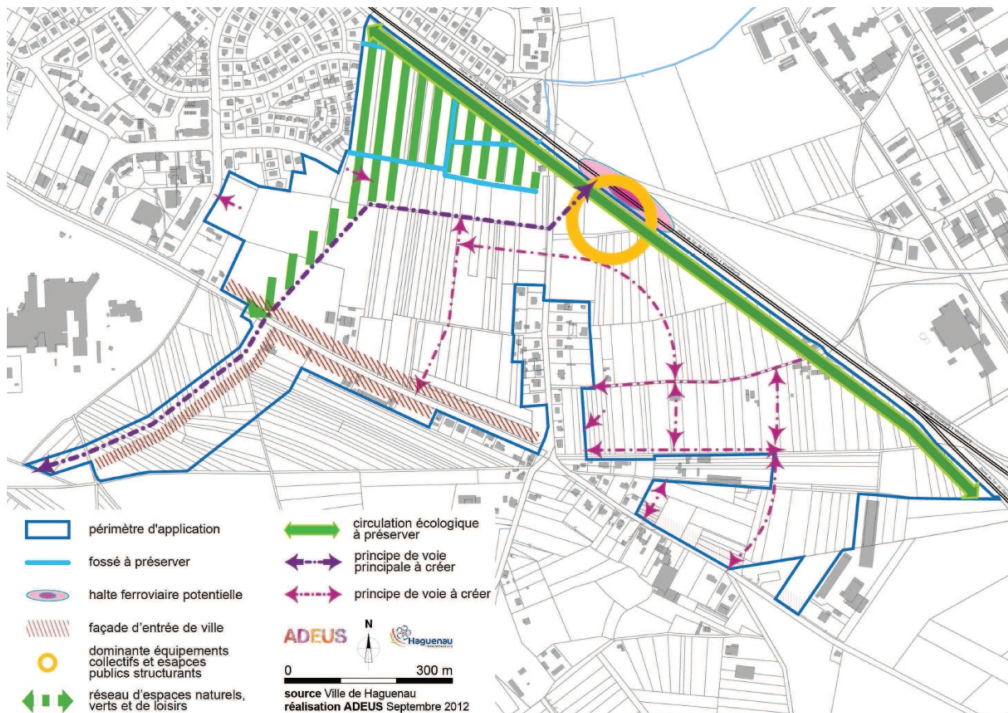 périmètre d'application
fossé à préserver
halte ferroviaire potentielle
façade d'entrée de ville
dominante équipements
collectifs et esapces
publics structurants
réseau d'espaces naturels,
verts et de loisirs
circulation écologique
à préserver
principe de voie
principale à créer
principe de voie à créer
ADEUS
N
Haguenau
0 300 m
source Ville de Haguenau
réalisation ADEUS Septembre 2012